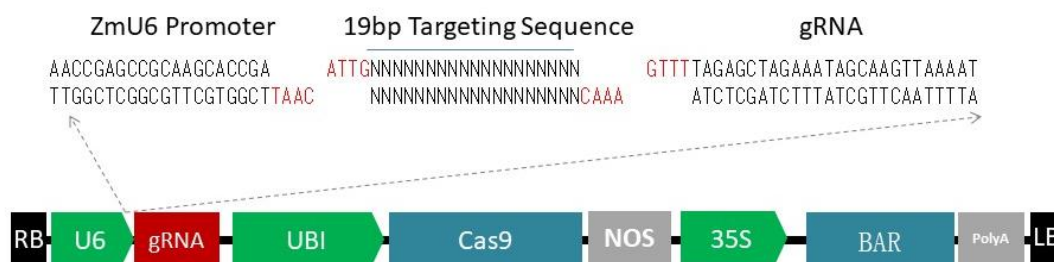 ZmU6 Promoter 19bp Targeting Sequence gRNA
AACCGAGCCGCAAGCACCGA ATTGNNNNNNNNNNNNNNNNNNN GTTTTAGAGCTAGAAATAGCAAGTTAAAAT
TTGGCTCGGCGTTCGTGGCTTAAC NNNNNNNNNNNNNNNNNNNCAAA ATCTCGATCTTTATCGTTCAATTTTA
RB U6 gRNA UBI Cas9 NOS 35S BAR PolyA LB